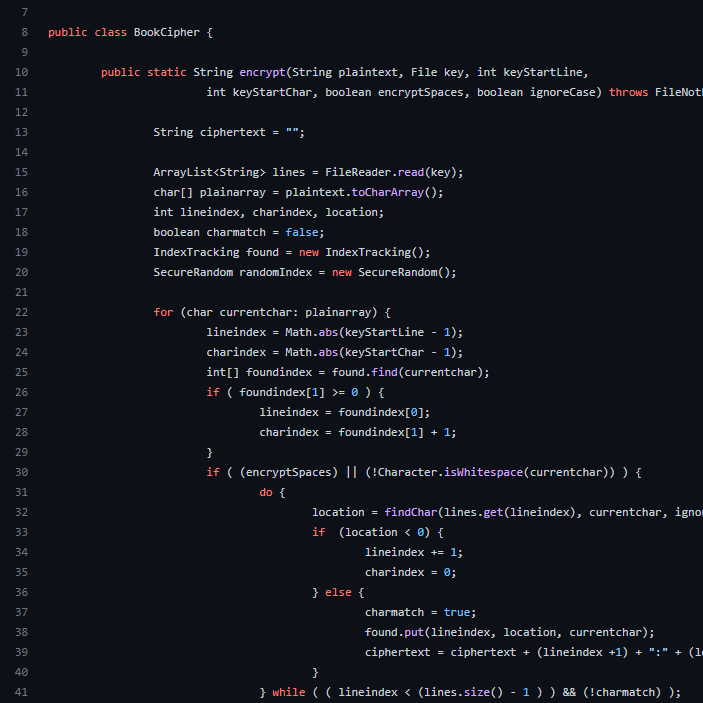 7
8 public class BookCipher {
9
10 public static String encrypt(String plaintext, File key, int keyStartLine,
11 int keyStartChar, boolean encryptSpaces, boolean ignoreCase) throws FileNotF
12
13 String ciphertext = "";
14
15 ArrayList<String> lines = FileReader.read(key);
16 char[] plainarray = plaintext.toCharArray();
17 int lineindex, charindex, location;
18 boolean charmatch = false;
19 IndexTracking found = new IndexTracking();
20 SecureRandom randomIndex = new SecureRandom();
21
22 for (char currentchar: plainarray) {
23 lineindex = Math.abs(keyStartLine - 1);
24 charindex = Math.abs(keyStartChar - 1);
25 int[] foundindex = found.find(currentchar);
26 if ( foundindex[1] >= 0 ) {
27 lineindex = foundindex[0];
28 charindex = foundindex[1] + 1;
29 }
30 if ( (encryptSpaces) || (!Character.isWhitespace(currentchar)) ) {
31 do {
32 location = findChar(lines.get(lineindex), currentchar, ignor
33 if  (location < 0) {
34 lineindex += 1;
35 charindex = 0;
36 } else {
37 charmatch = true;
38 found.put(lineindex, location, currentchar);
39 ciphertext = ciphertext + (lineindex +1) + ":" + (lo
40 }
41 } while ( ( lineindex < (lines.size() - 1 ) ) && (!charmatch) );